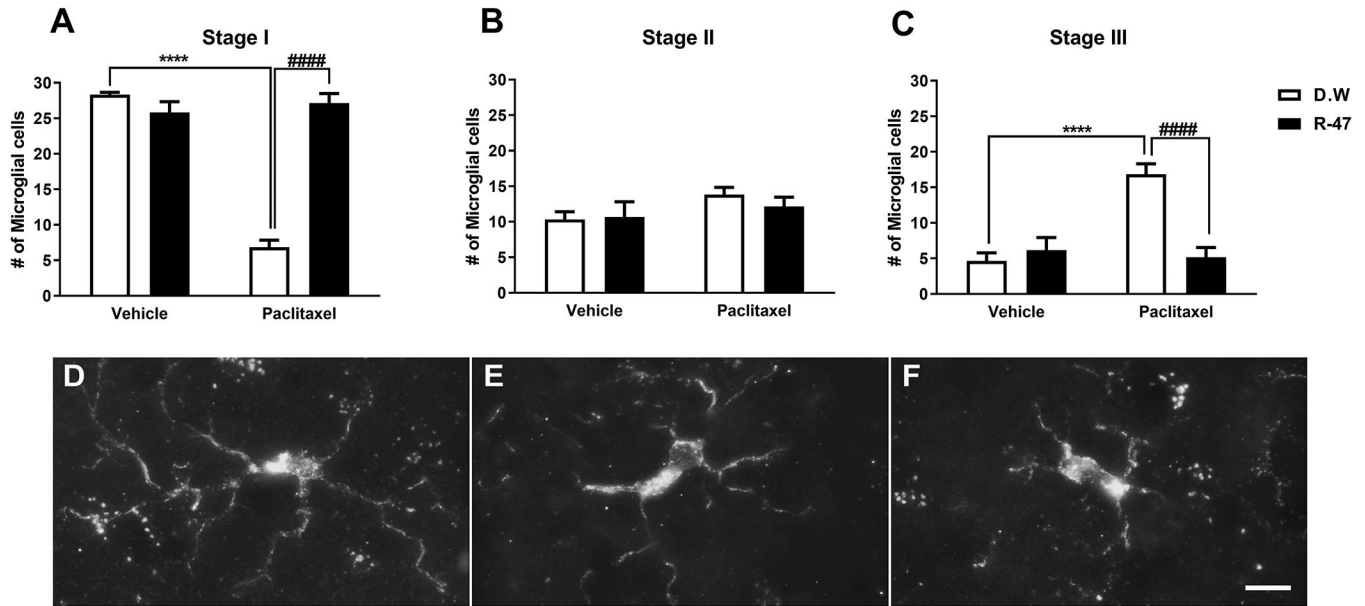 A
Stage I
****
####
# of Microglial cells
30
25
20
15
10
5
0
Vehicle
Paclitaxel
B
Stage II
# of Microglial cells
30
25
20
15
10
5
0
Vehicle
Paclitaxel
C
Stage III
****
####
# of Microglial cells
30
25
20
15
10
5
0
Vehicle
Paclitaxel
D.W
R-47
D
E
F